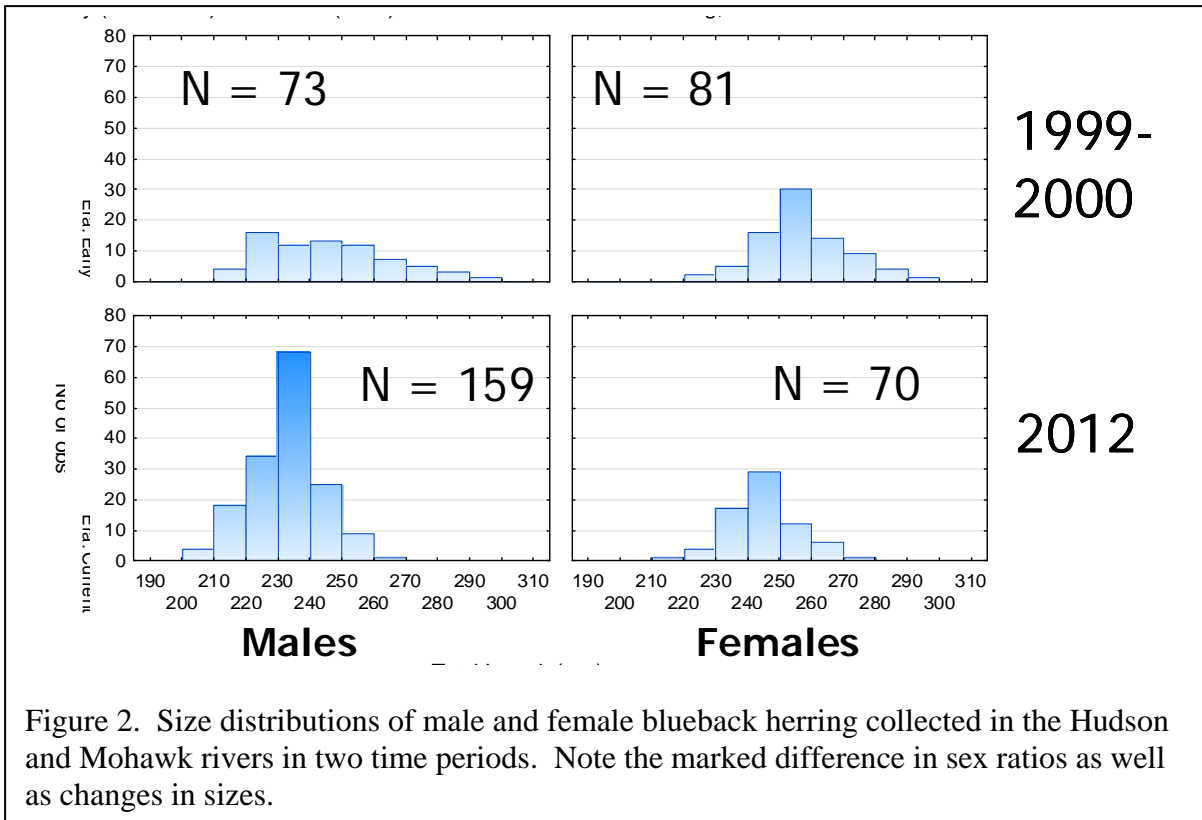 80
70
60
50
40
30
20
10
0
N = 73
N = 81
1999-
2000
80
70
60
50
40
30
20
10
0
N = 159
N = 70
2012
190 210 230 250 270 290 310
200 220 240 260 280 300
190 210 230 250 270 290 310
200 220 240 260 280 300
Males
Females
Figure 2. Size distributions of male and female blueback herring collected in the Hudson
and Mohawk rivers in two time periods. Note the marked difference in sex ratios as well
as changes in sizes.